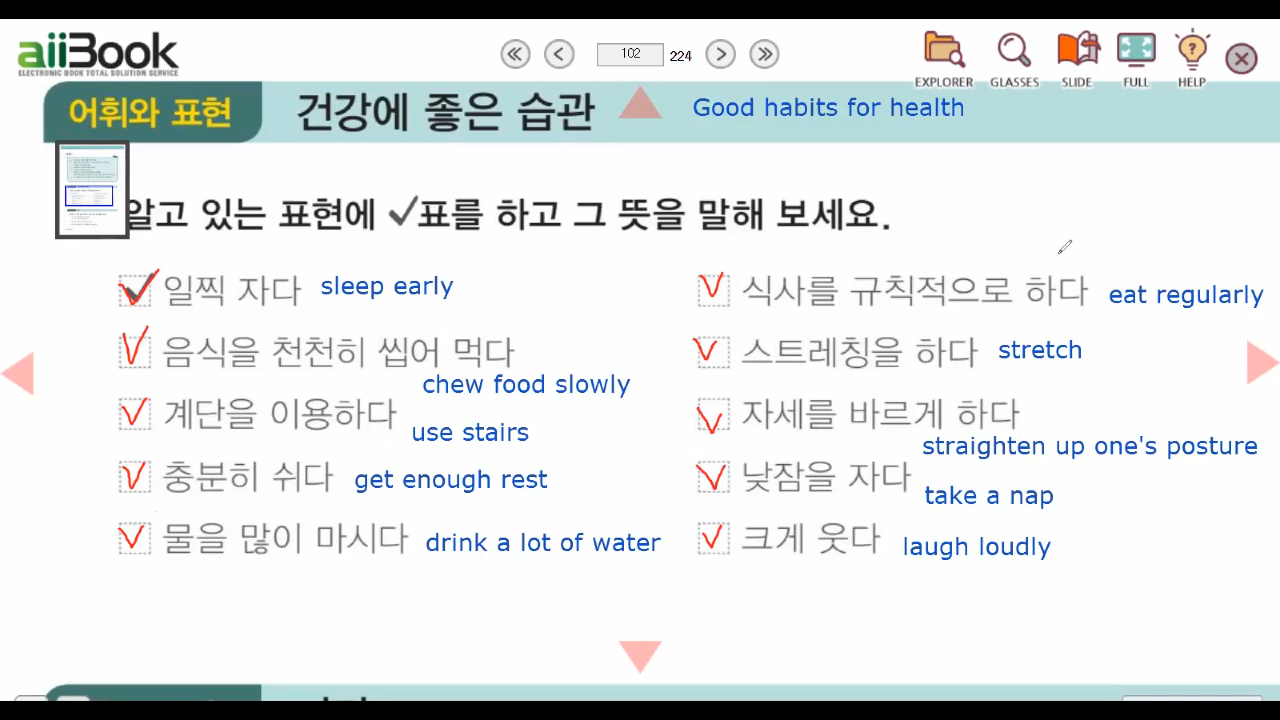 aiiBook
ELECTRONIC BOOK TOTAL SOLUTION SERVICE
102 224
EXPLORER GLASSES SLIDE FULL HELP
어휘와 표현 건강에 좋은 습관 Good habits for health
알고 있는 표현에 ✓표를 하고 그 뜻을 말해 보세요.
일찍 자다 sleep early
음식을 천천히 씹어 먹다
chew food slowly
계단을 이용하다
use stairs
충분히 쉬다 get enough rest
물을 많이 마시다 drink a lot of water
식사를 규칙적으로 하다 eat regularly
스트레칭을 하다 stretch
자세를 바르게 하다
straighten up one's posture
낮잠을 자다
take a nap
크게 웃다 laugh loudly